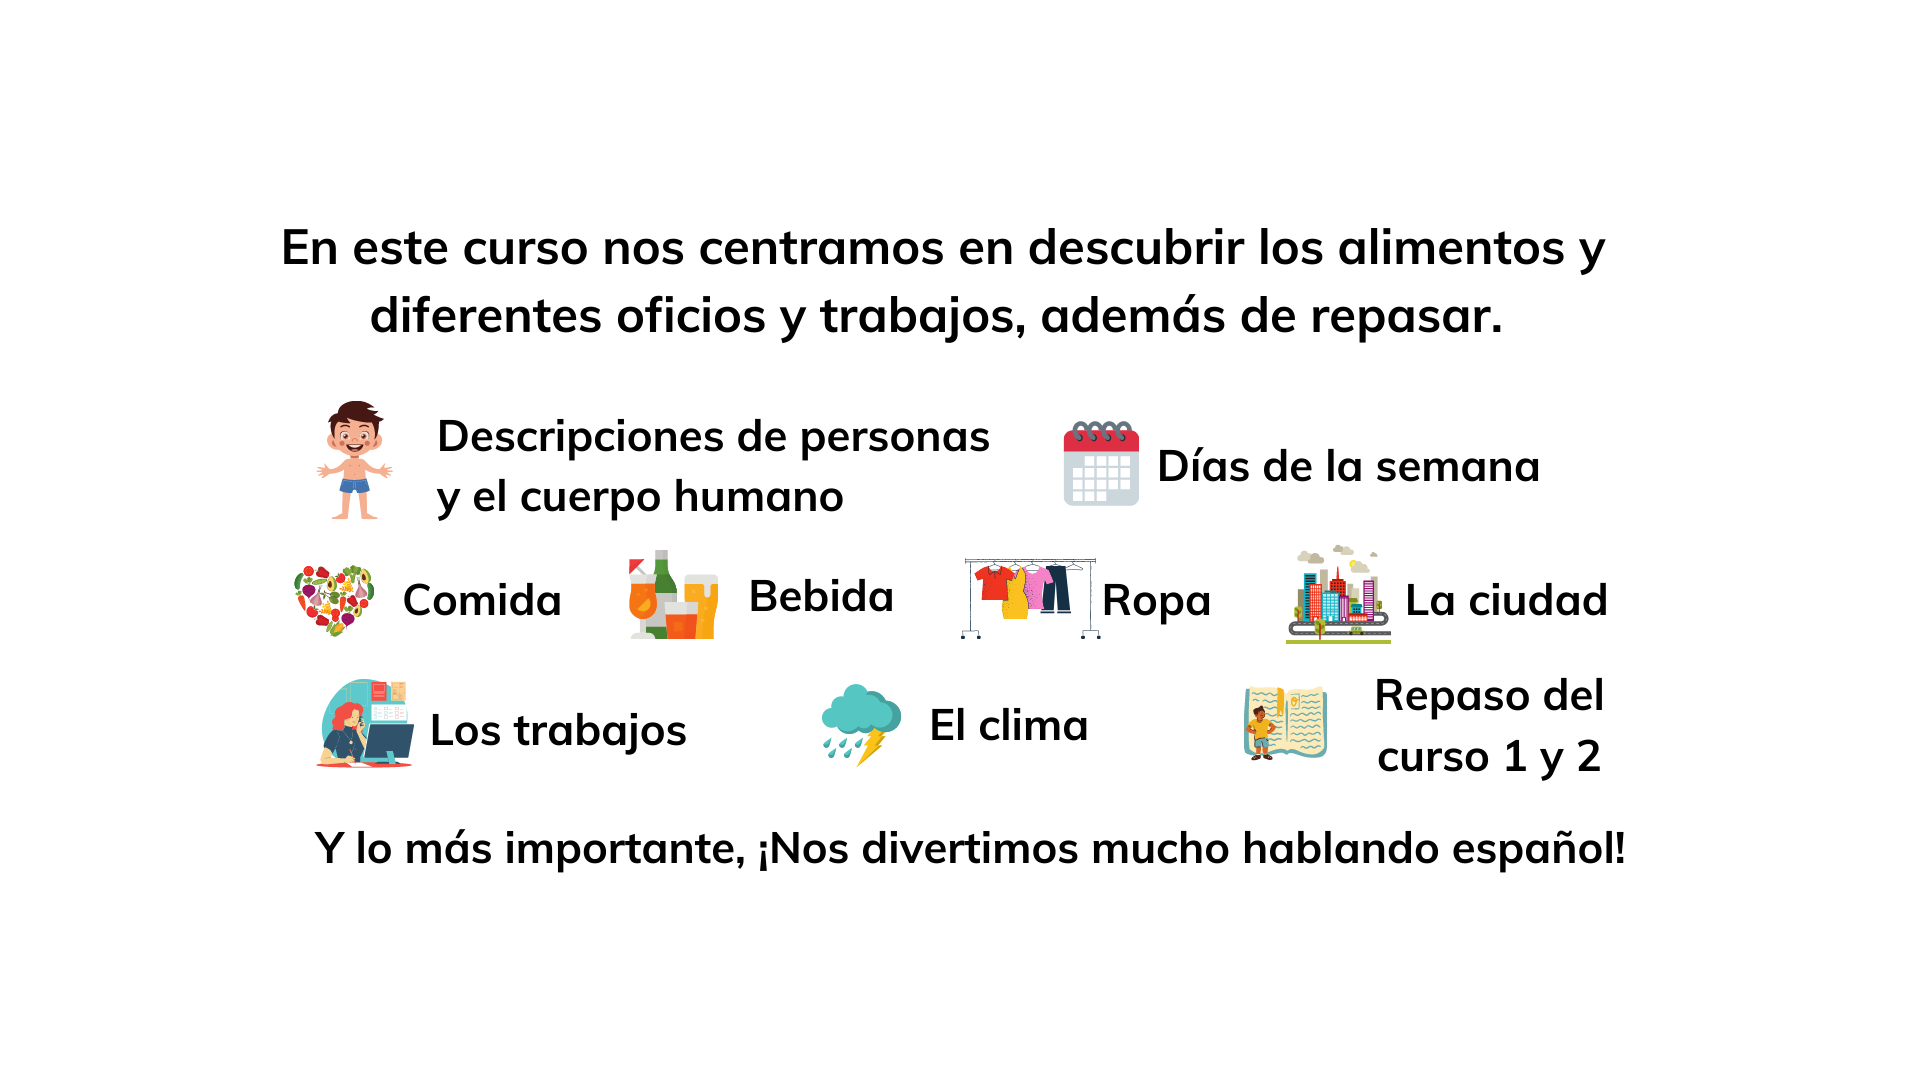 En este curso nos centramos en descubrir los alimentos y
diferentes oficios y trabajos, además de repasar.
Descripciones de personas
y el cuerpo humano
Días de la semana
Comida
Bebida
Ropa
La ciudad
Los trabajos
El clima
Repaso del
curso 1 y 2
Y lo más importante, ¡Nos divertimos mucho hablando español!